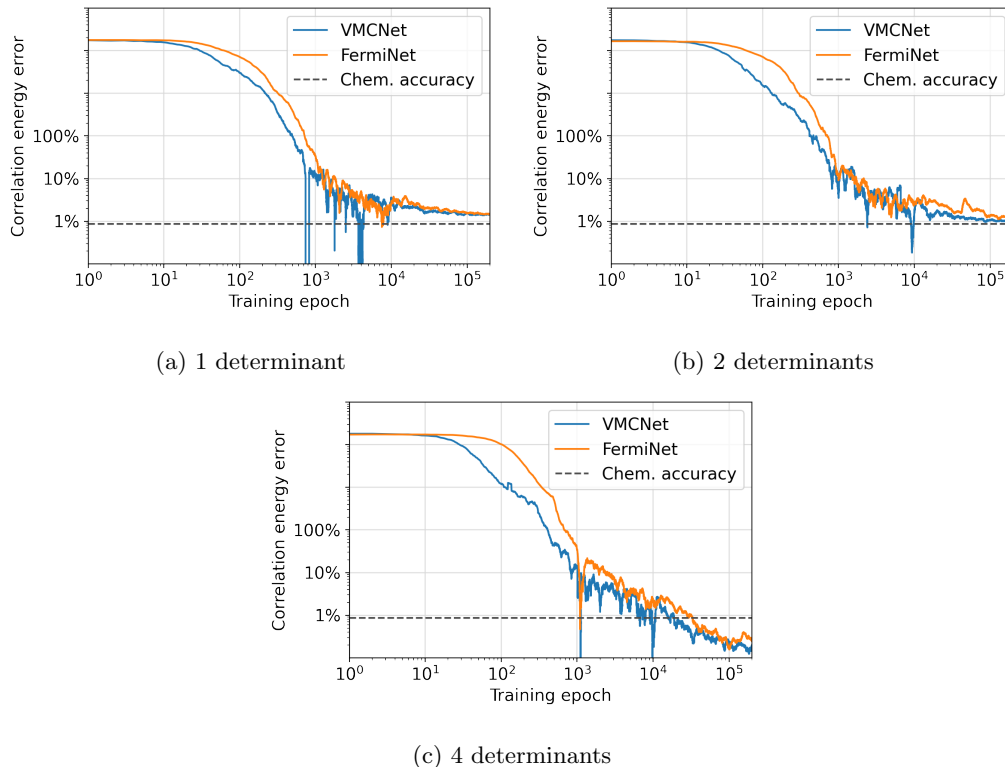 Correlation energy error
100%
10%
1%
VMCNet
FermiNet
Chem. accuracy
10^0 10^1 10^2 10^3 10^4 10^5
Training epoch
(a) 1 determinant
Correlation energy error
100%
10%
1%
VMCNet
FermiNet
Chem. accuracy
10^0 10^1 10^2 10^3 10^4 10^5
Training epoch
(b) 2 determinants
Correlation energy error
100%
10%
1%
VMCNet
FermiNet
Chem. accuracy
10^0 10^1 10^2 10^3 10^4 10^5
Training epoch
(c) 4 determinants